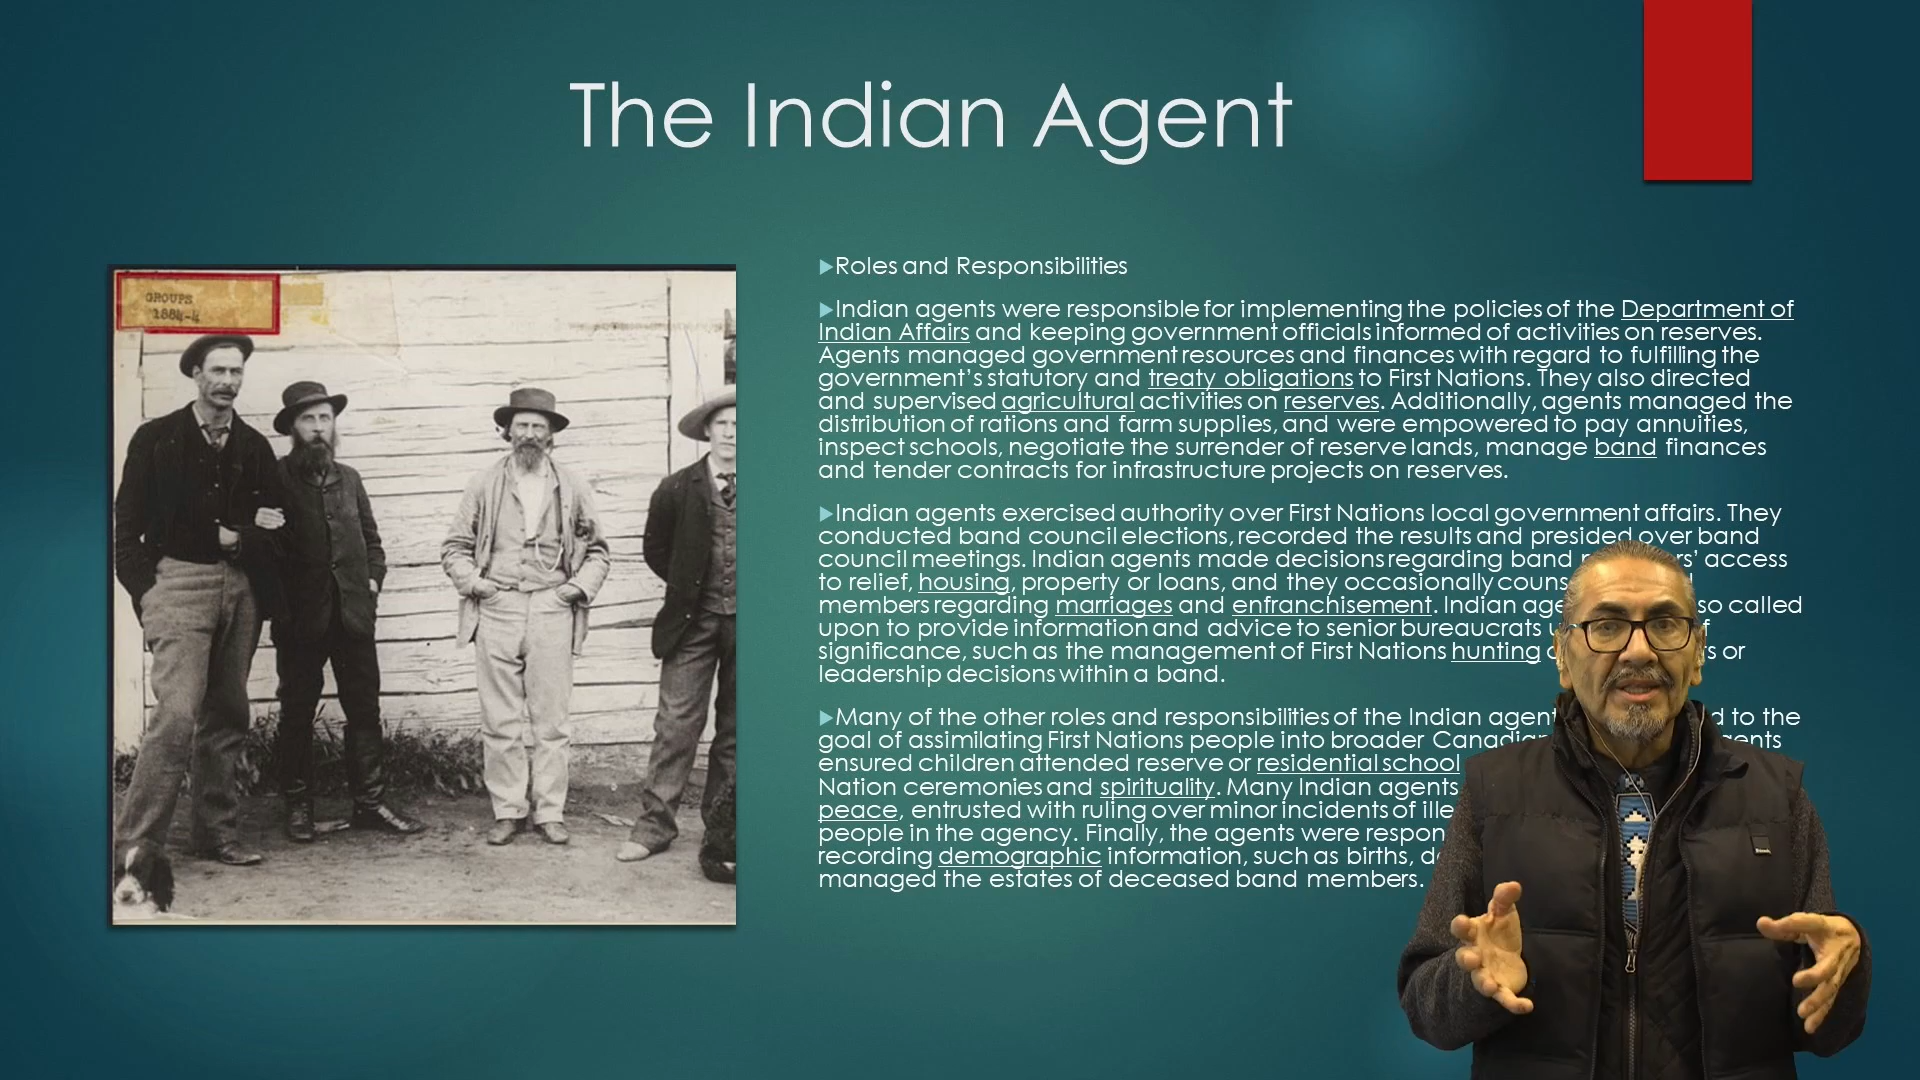 The Indian Agent
GROUPS
1884-4
Roles and Responsibilities
Indian agents were responsible for implementing the policies of the Department of
Indian Affairs and keeping government officials informed of activities on reserves.
Agents managed government resources and finances with regard to fulfilling the
government's statutory and treaty obligations to First Nations. They also directed
and supervised agricultural activities on reserves. Additionally, agents managed the
distribution of rations and farm supplies, and were empowered to pay annuities,
inspect schools, negotiate the surrender of reserve lands, manage band finances
and tender contracts for infrastructure projects on reserves.
Indian agents exercised authority over First Nations local government affairs. They
conducted band council elections, recorded the results and presided over band
council meetings. Indian agents made decisions regarding band access
to relief, housing, property or loans, and they occasionally
members regarding marriages and enfranchisement. Indian called
upon to provide information and advice to senior bureaucrats
significance, such as the management of First Nations hunting or
leadership decisions within a band.
Many of the other roles and responsibilities of the Indian agent to the
goal of assimilating First Nations people into broader
ensured children attended reserve or residential school
Nation ceremonies and spirituality. Many Indian agents
peace, entrusted with ruling over minor incidents of
people in the agency. Finally, the agents were
recording demographic information, such as births,
managed the estates of deceased band members.